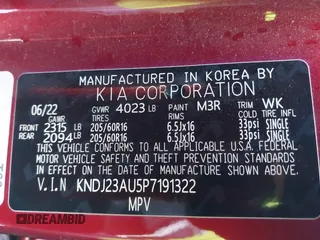 MANUFACTURED IN KOREA BY
KIA CORPORATION
06/22 GVWR 4023 LB PAINT M3R TRIM WK
GAWR TIRES RIMS COLD TIRE INFL
FRONT 2315 LB 205/60R16 6.5Jx16 33psi SINGLE
REAR 2094 LB 205/60R16 6.5Jx16 33psi SINGLE
THIS VEHICLE CONFORMS TO ALL APPLICABLE U.S.A. FEDERAL
MOTOR VEHICLE SAFETY, BUMPER, AND THEFT PREVENTION
STANDARDS IN EFFECT ON THE DATE OF MANUFACTURE SHOWN ABOVE.
V.I.N KNDJ23AU5P7191322
MPV
DREAMBID